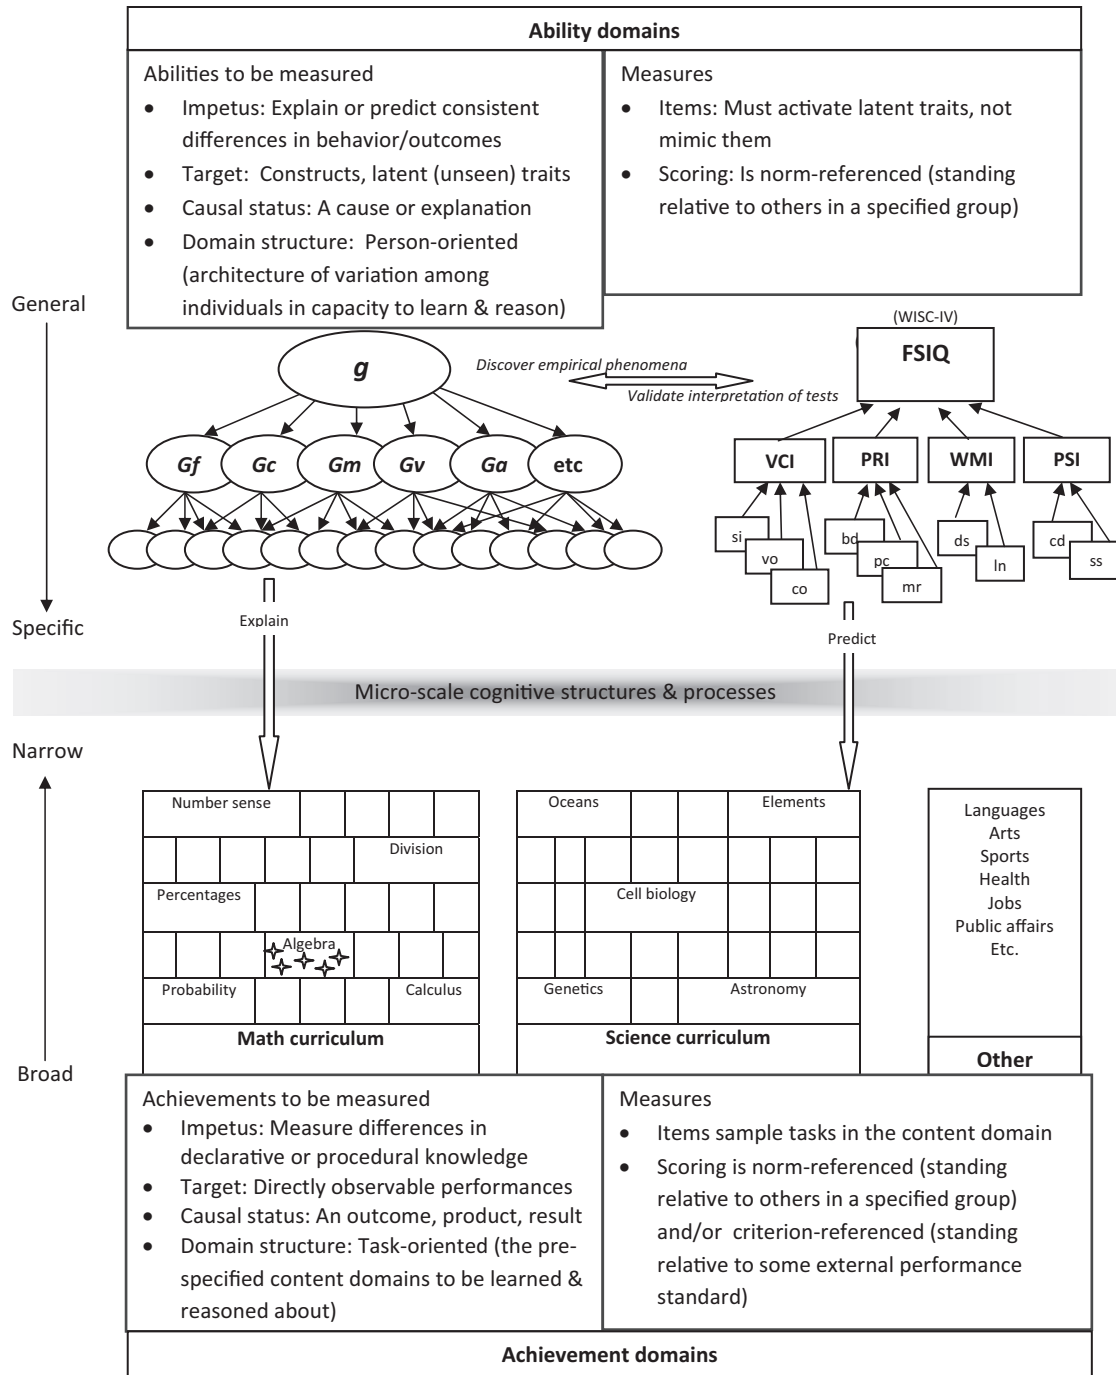 Ability domains
Abilities to be measured
• Impetus: Explain or predict consistent
differences in behavior/outcomes
• Target: Constructs, latent (unseen) traits
• Causal status: A cause or explanation
• Domain structure: Person-oriented
(architecture of variation among
individuals in capacity to learn & reason)
Measures
• Items: Must activate latent traits, not
mimic them
• Scoring: Is norm-referenced (standing
relative to others in a specified group)
General
Specific
g
Gf
Gc
Gm
Gv
Ga
etc
Discover empirical phenomena
Validate interpretation of tests
(WISC-IV)
FSIQ
VCI
PRI
WMI
PSI
si
vo
co
bd
pc
mr
ds
ln
cd
ss
Explain
Predict
Micro-scale cognitive structures & processes
Narrow
Broad
Number sense
Division
Percentages
Algebra
Probability
Calculus
Math curriculum
Oceans
Elements
Cell biology
Genetics
Astronomy
Science curriculum
Languages
Arts
Sports
Health
Jobs
Public affairs
Etc.
Other
Achievements to be measured
• Impetus: Measure differences in
declarative or procedural knowledge
• Target: Directly observable performances
• Causal status: An outcome, product, result
• Domain structure: Task-oriented (the pre-
specified content domains to be learned &
reasoned about)
Measures
• Items sample tasks in the content domain
• Scoring is norm-referenced (standing
relative to others in a specified group)
and/or criterion-referenced (standing
relative to some external performance
standard)
Achievement domains